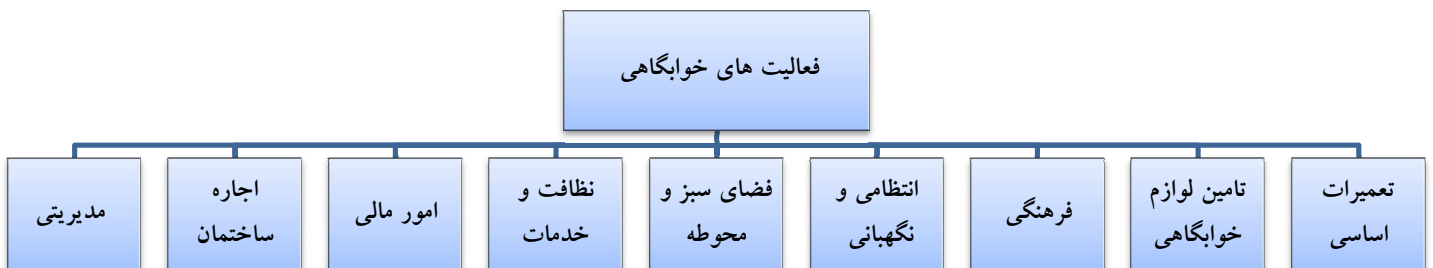 فعالیت های خوابگاهی
تعمیرات
اساسی
تامین لوازم
خوابگاهی
فرهنگی
انتظامی و
نگهبانی
فضای سبز و
محوطه
نظافت و
خدمات
امور مالی
اجاره
ساختمان
مدیریتی